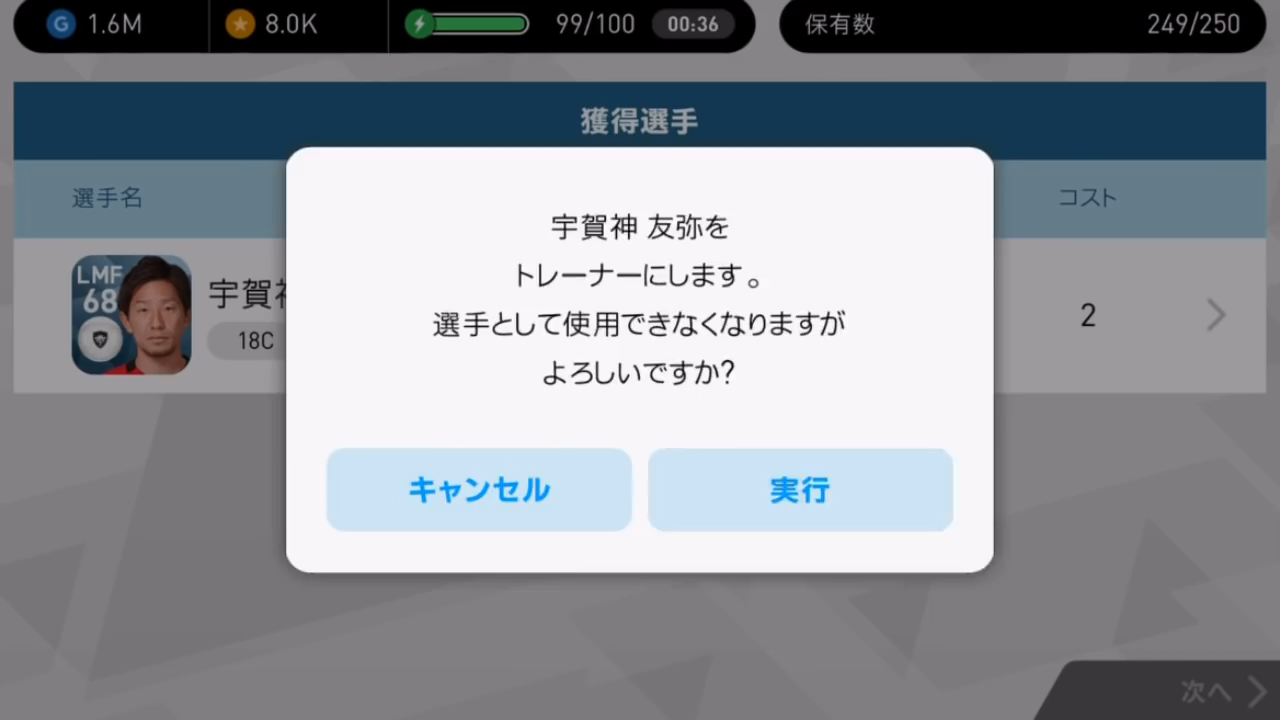 1.6M
8.0K
99/100
00:36
保有数
249/250
獲得選手
選手名
コスト
LMF
68
宇賀
18C
2
宇賀神 友弥を
トレーナーにします。
選手として使用できなくなりますが
よろしいですか?
キャンセル
実行
次へ